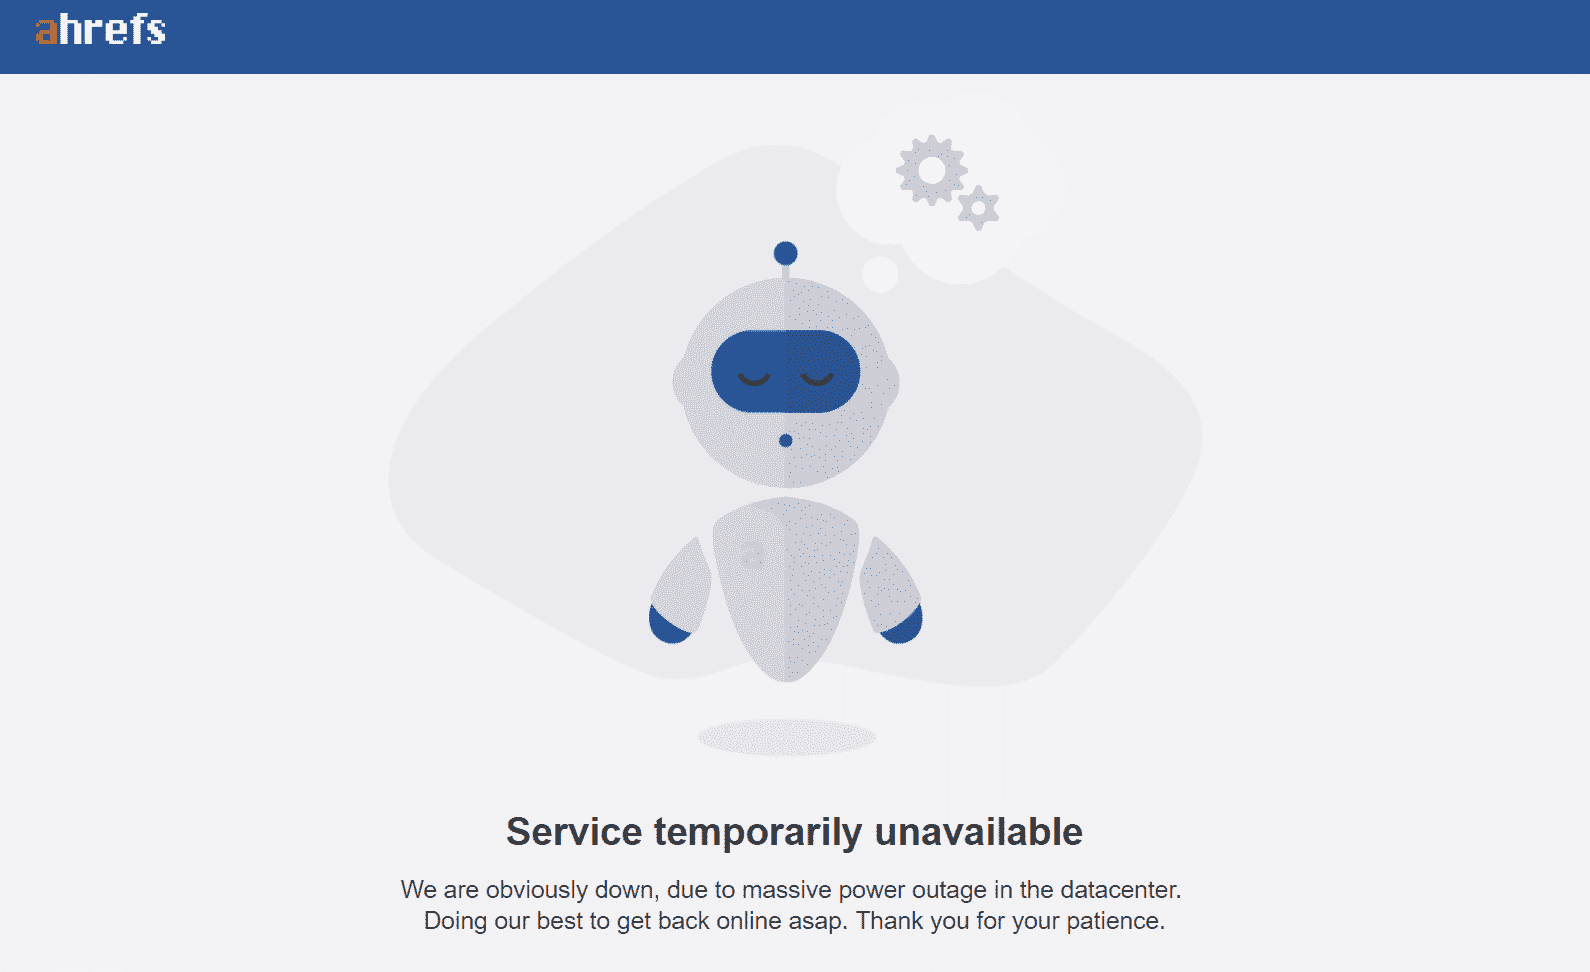 ahrefs
a
Service temporarily unavailable
We are obviously down, due to massive power outage in the datacenter.
Doing our best to get back online asap. Thank you for your patience.